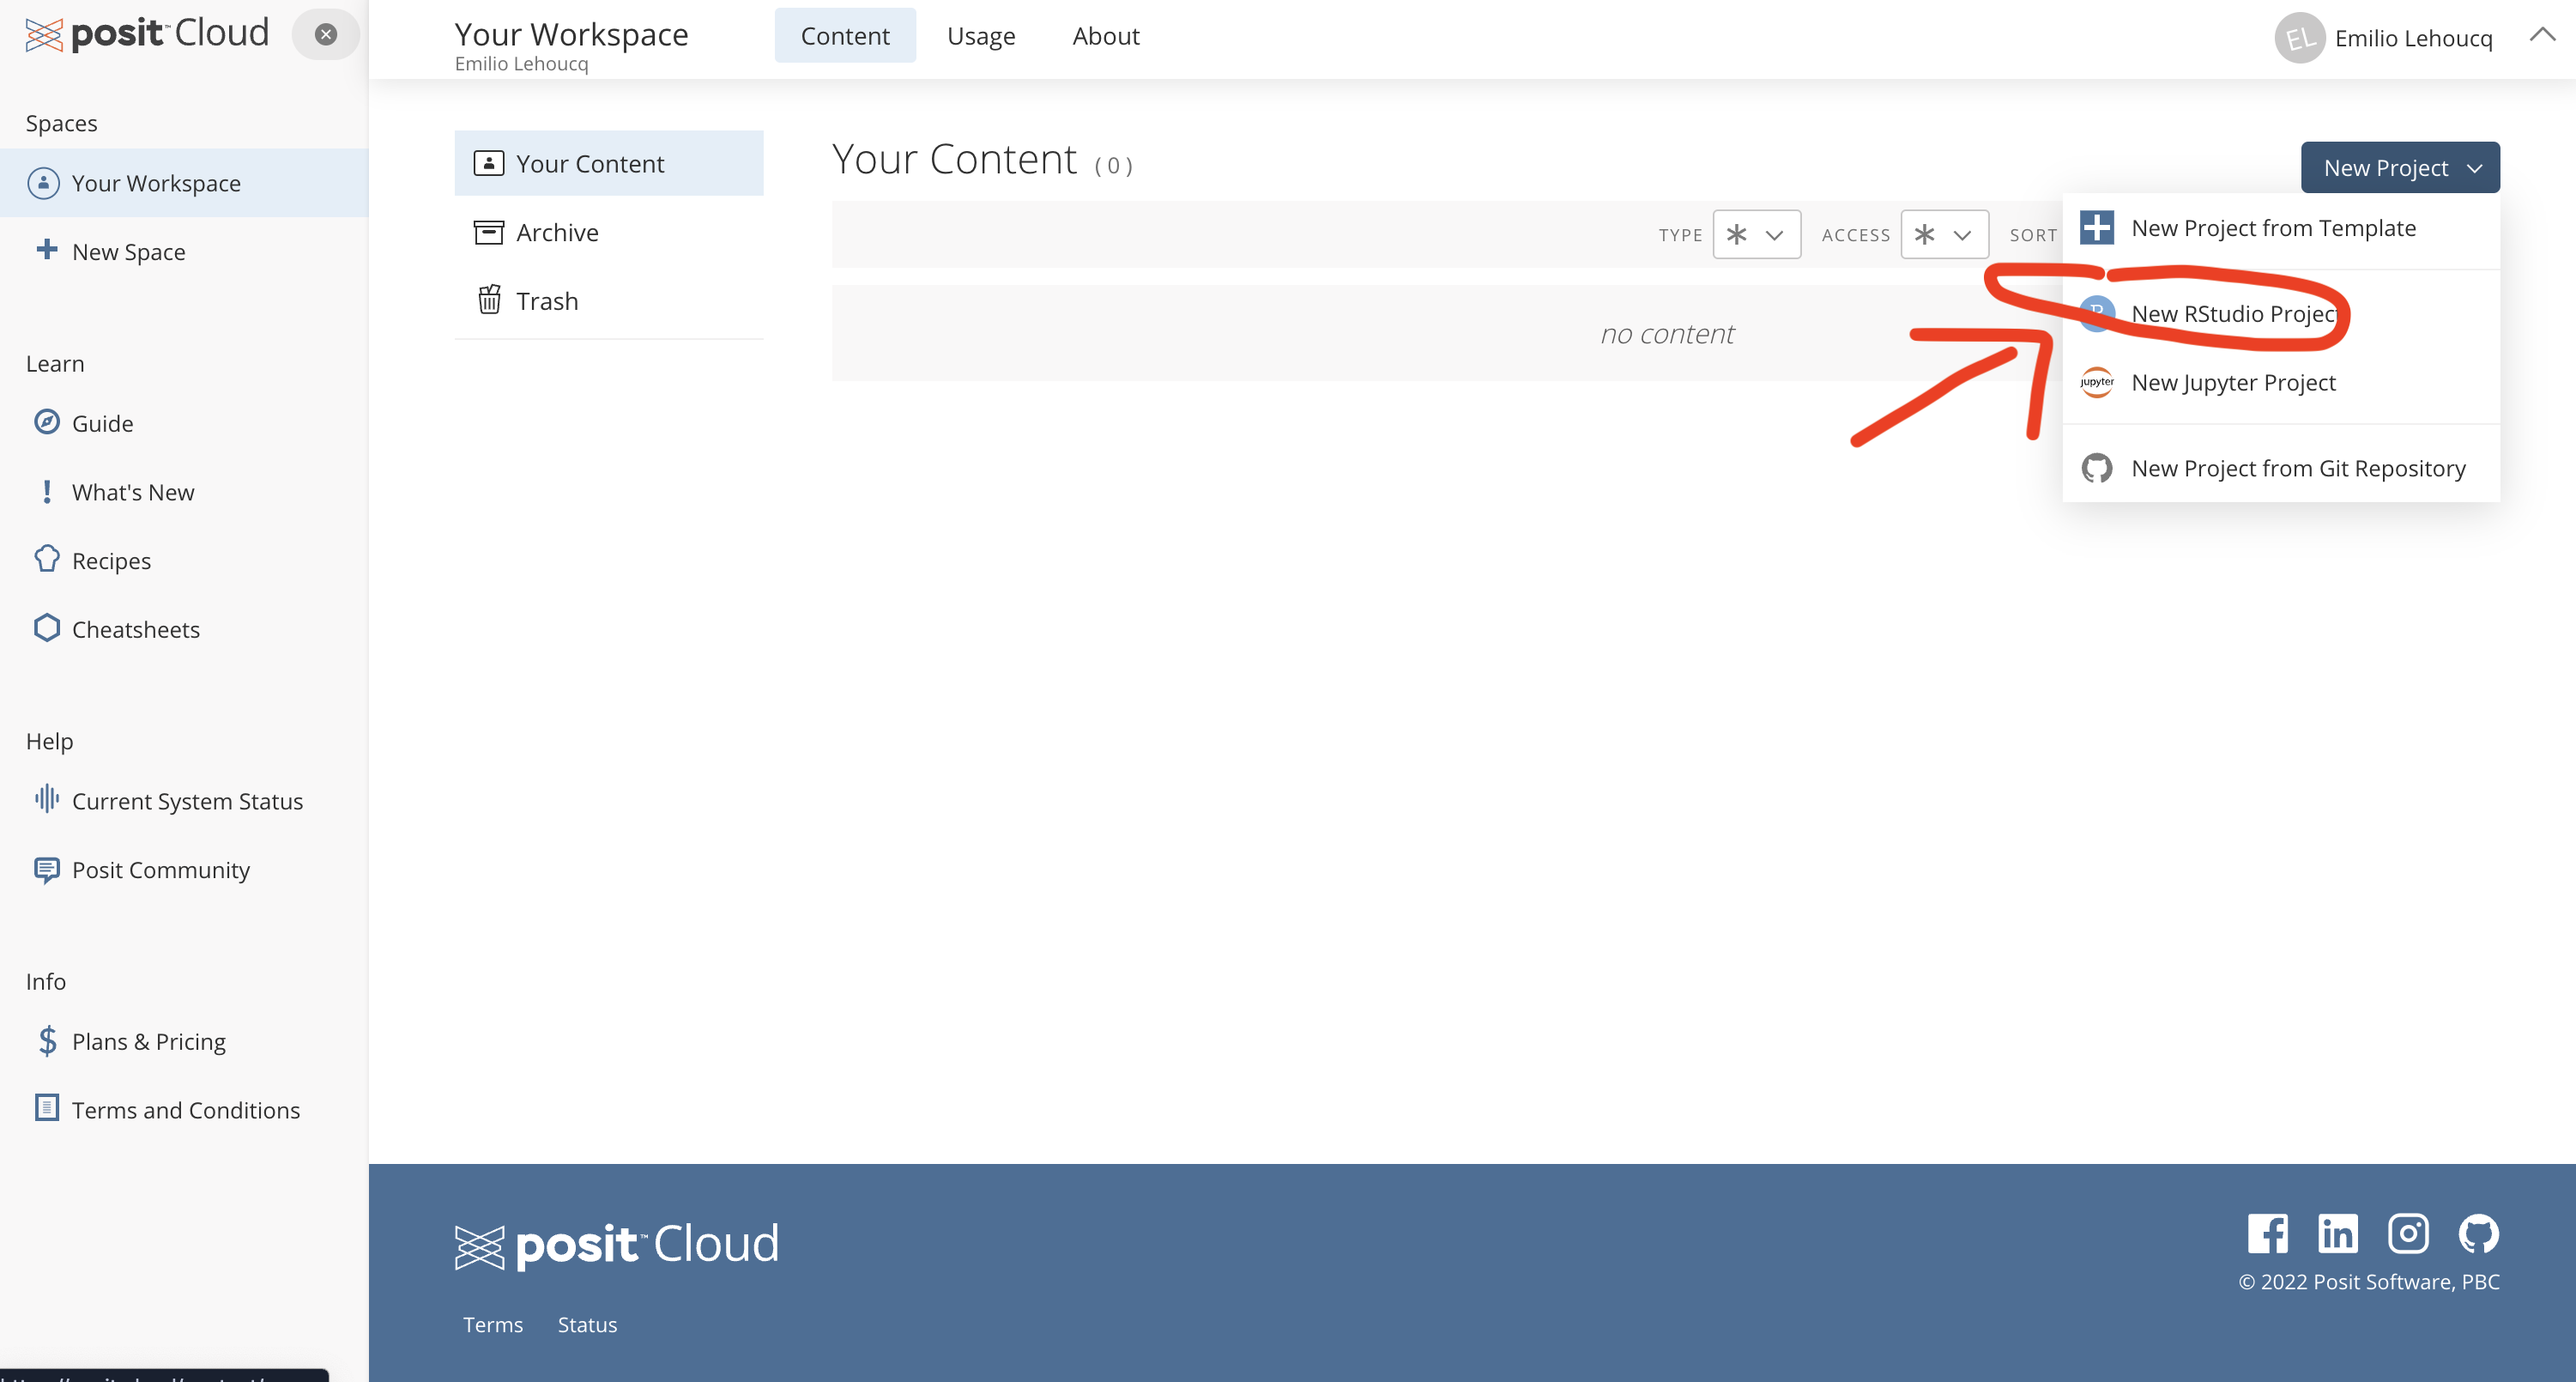 posit™ Cloud
Spaces
Your Workspace
New Space
Learn
Guide
What's New
Recipes
Cheatsheets
Help
Current System Status
Posit Community
Info
Plans & Pricing
Terms and Conditions
Your Workspace
Emilio Lehoucq
Content Usage About
EL Emilio Lehoucq
Your Content
Archive
Trash
Your Content (0)
New Project
TYPE * ACCESS * SORT
no content
New Project from Template
New RStudio Project
jupyter New Jupyter Project
New Project from Git Repository
posit™ Cloud
Terms Status
© 2022 Posit Software, PBC